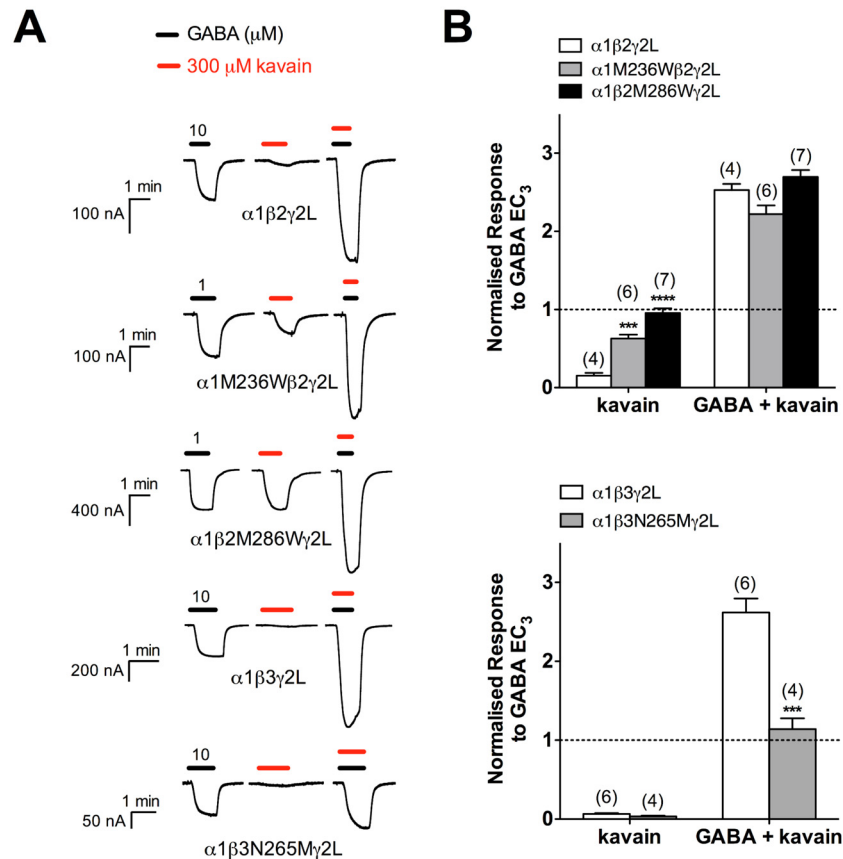 A
GABA (μM)
300 μM kavain
10
1 min
100 nA
α1β2γ2L
1
1 min
100 nA
α1M236Wβ2γ2L
1
1 min
400 nA
α1β2M286Wγ2L
10
1 min
200 nA
α1β3γ2L
10
1 min
50 nA
α1β3N265Mγ2L
B
α1β2γ2L
α1M236Wβ2γ2L
α1β2M286Wγ2L
Normalised Response
to GABA EC3
3
2
1
0
(4)
(6)
***
(7)
****
(4)
(6)
(7)
kavain
GABA + kavain
α1β3γ2L
α1β3N265Mγ2L
Normalised Response
to GABA EC3
3
2
1
0
(6)
(4)
(6)
(4)
***
kavain
GABA + kavain